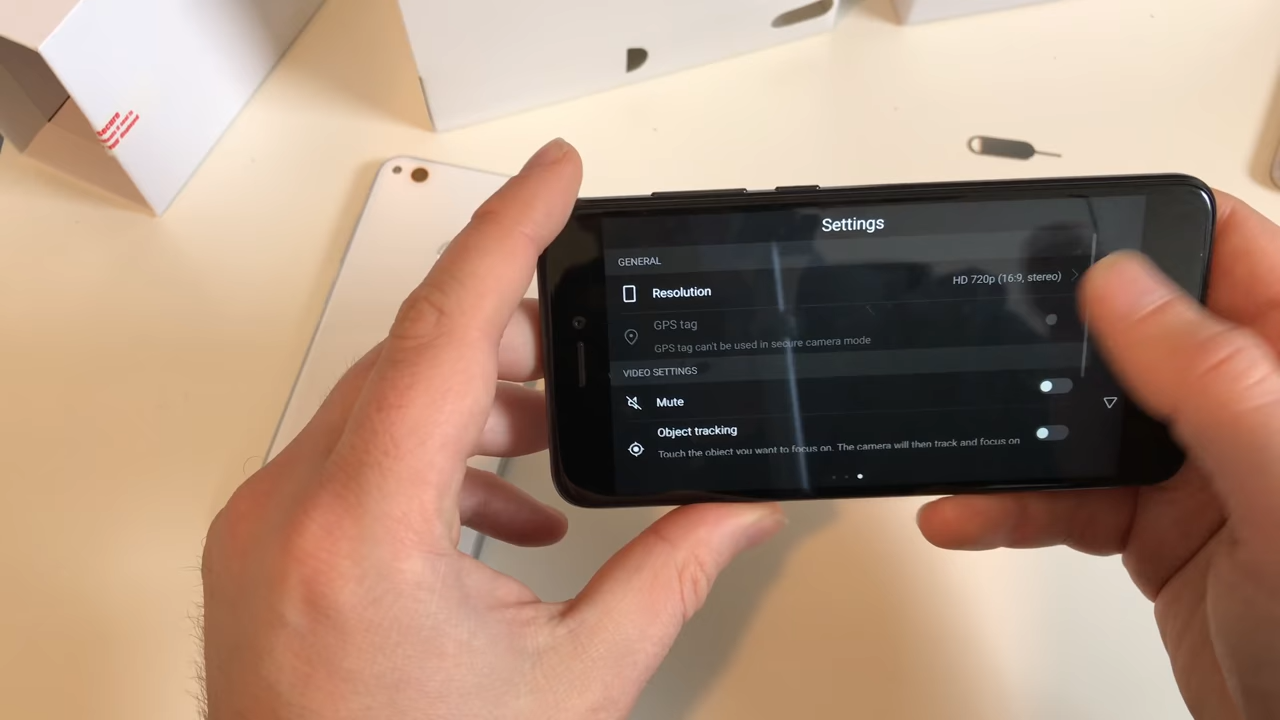 Secure
Settings
GENERAL
Resolution
HD 720p (16:9, stereo)
GPS tag
GPS tag can't be used in secure camera mode
VIDEO SETTINGS
Mute
Object tracking
Touch the object you want to focus on. The camera will then track and focus on